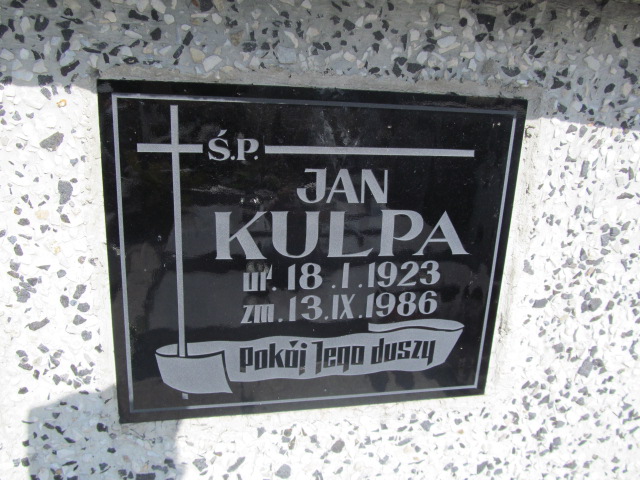 Ś.P.
JAN
KULPA
ur. 18.I.1923
zm. 13.IX.1986
Pokój Jego duszy